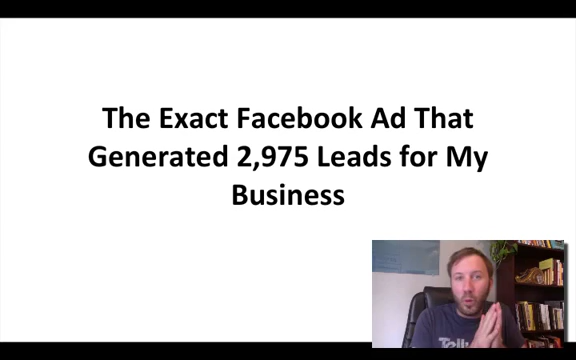 The Exact Facebook Ad That
Generated 2,975 Leads for My
Business